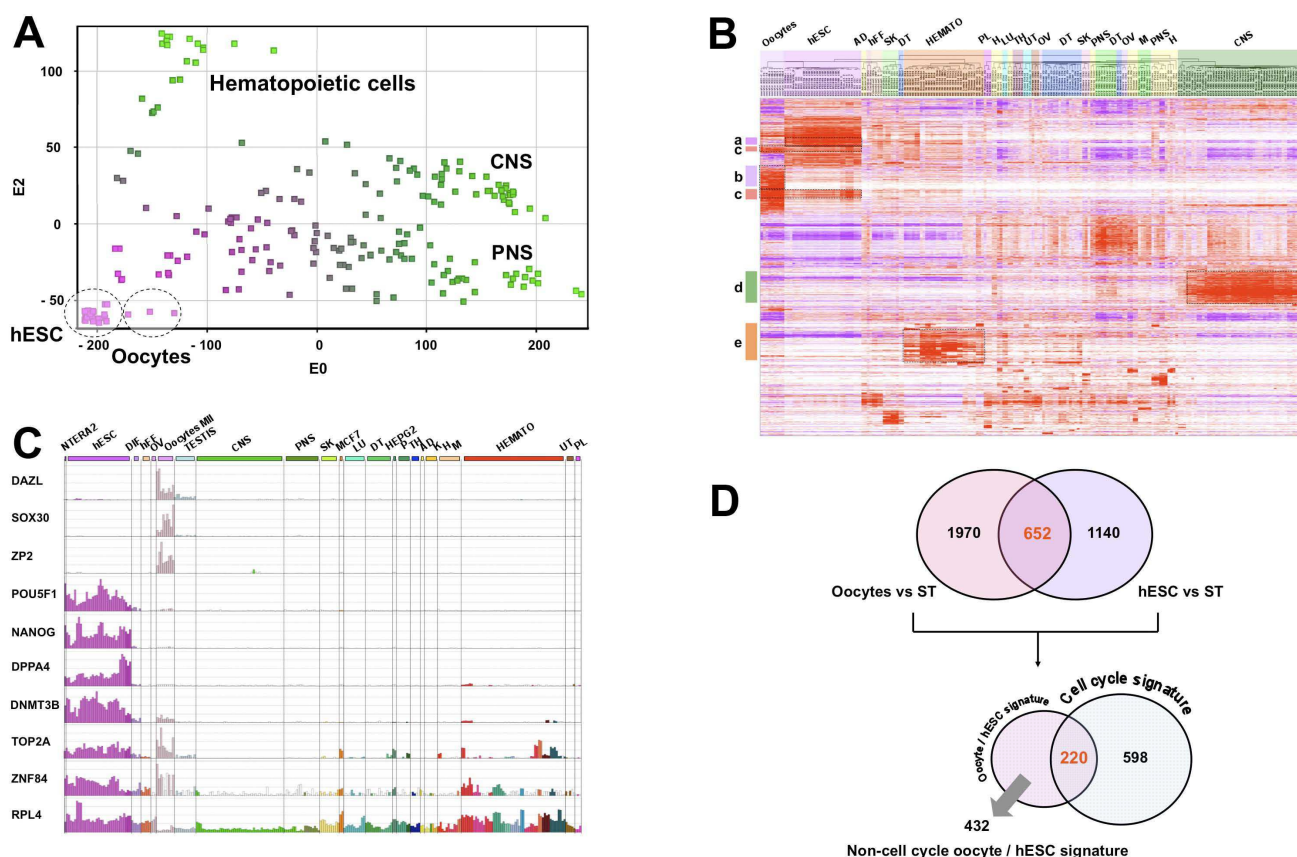 A
E2
100
50
0
- 50
Hematopoietic cells
CNS
PNS
hESC
- 200
-100
0
100
200
Oocytes
E0
B
Oocytes hESC AD hFF SK DT HEMATO PL H LU TH UT OV DT SK PNS DT OV M PNS H CNS
a
c
b
c
d
e
C
NTERA2 hESC DIF hFF OV Oocytes MII TESTIS CNS PNS SK MCF7 LU DT HEPG2 P TH AD K H M HEMATO UT PL
DAZL
SOX30
ZP2
POU5F1
NANOG
DPPA4
DNMT3B
TOP2A
ZNF84
RPL4
D
1970
652
1140
Oocytes vs ST
hESC vs ST
Oocyte / hESC signature
Cell cycle signature
220
598
432
Non-cell cycle oocyte / hESC signature